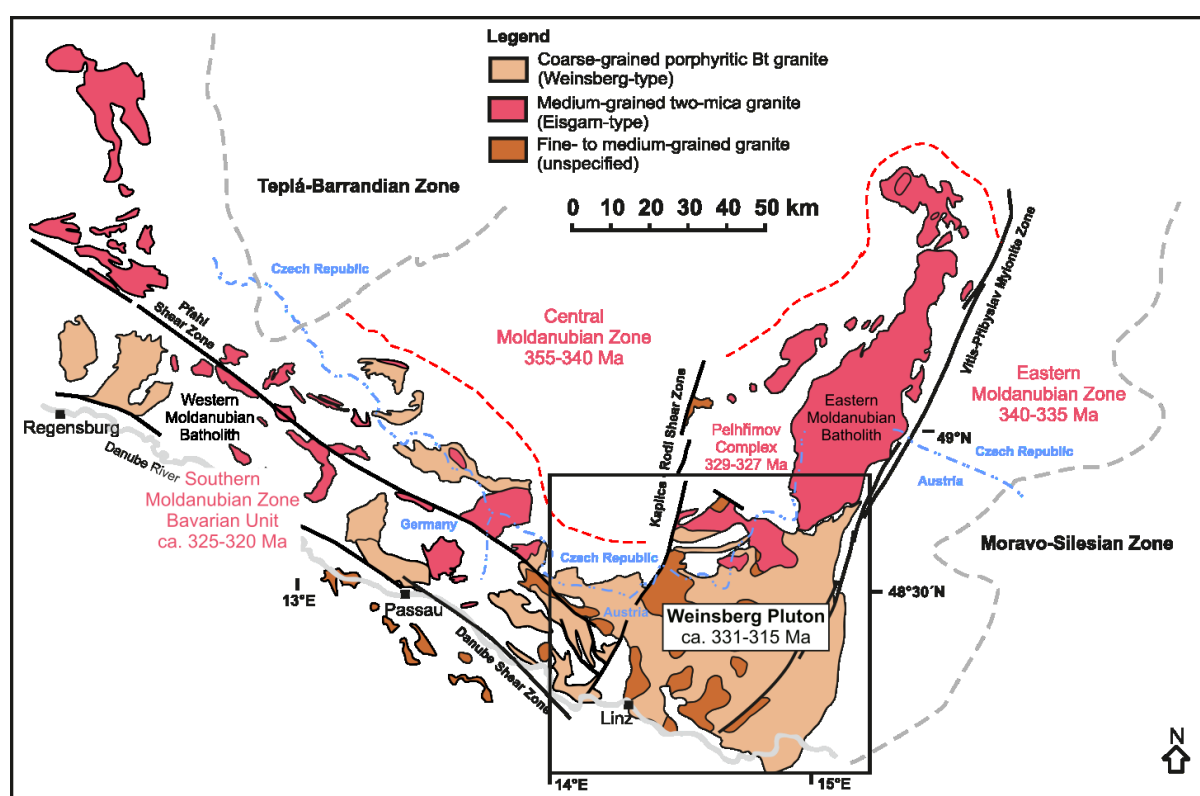 Legend
Coarse-grained porphyritic Bt granite
(Weinsberg-type)
Medium-grained two-mica granite
(Eisgarn-type)
Fine- to medium-grained granite
(unspecified)
Teplá-Barrandian Zone
0 10 20 30 40 50 km
Czech Republic
Pfahl
Shear Zone
Central
Moldanubian Zone
355-340 Ma
Vitis-Přibyslav Mylonite Zone
Kaplice - Rodl Shear Zone
Eastern
Moldanubian Zone
340-335 Ma
Western
Moldanubian
Batholith
Eastern
Moldanubian
Batholith
Regensburg
Danube River
Pelhřimov
Complex
329-327 Ma
49°N
Czech Republic
Austria
Southern
Moldanubian Zone
Bavarian Unit
ca. 325-320 Ma
Germany
Czech Republic
Moravo-Silesian Zone
13°E
Passau
Austria
48°30´N
Weinsberg Pluton
ca. 331-315 Ma
Danube Shear Zone
Linz
14°E
15°E
N